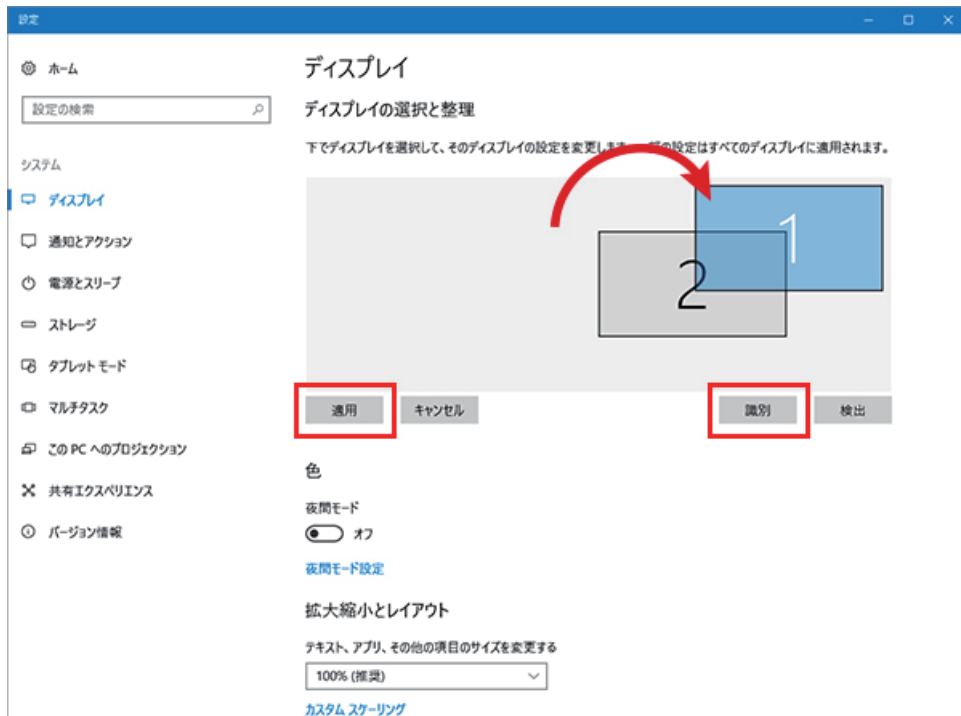 設定
ホーム
設定の検索
システム
ディスプレイ
通知とアクション
電源とスリープ
ストレージ
タブレット モード
マルチタスク
この PC へのプロジェクション
共有エクスペリエンス
バージョン情報
ディスプレイ
ディスプレイの選択と整理
下でディスプレイを選択して、そのディスプレイの設定を変更します 部の設定はすべてのディスプレイに適用されます。
1
2
適用 キャンセル 識別 検出
色
夜間モード
オフ
夜間モード設定
拡大縮小とレイアウト
テキスト、アプリ、その他の項目のサイズを変更する
100% (推奨)
カスタム スケーリング